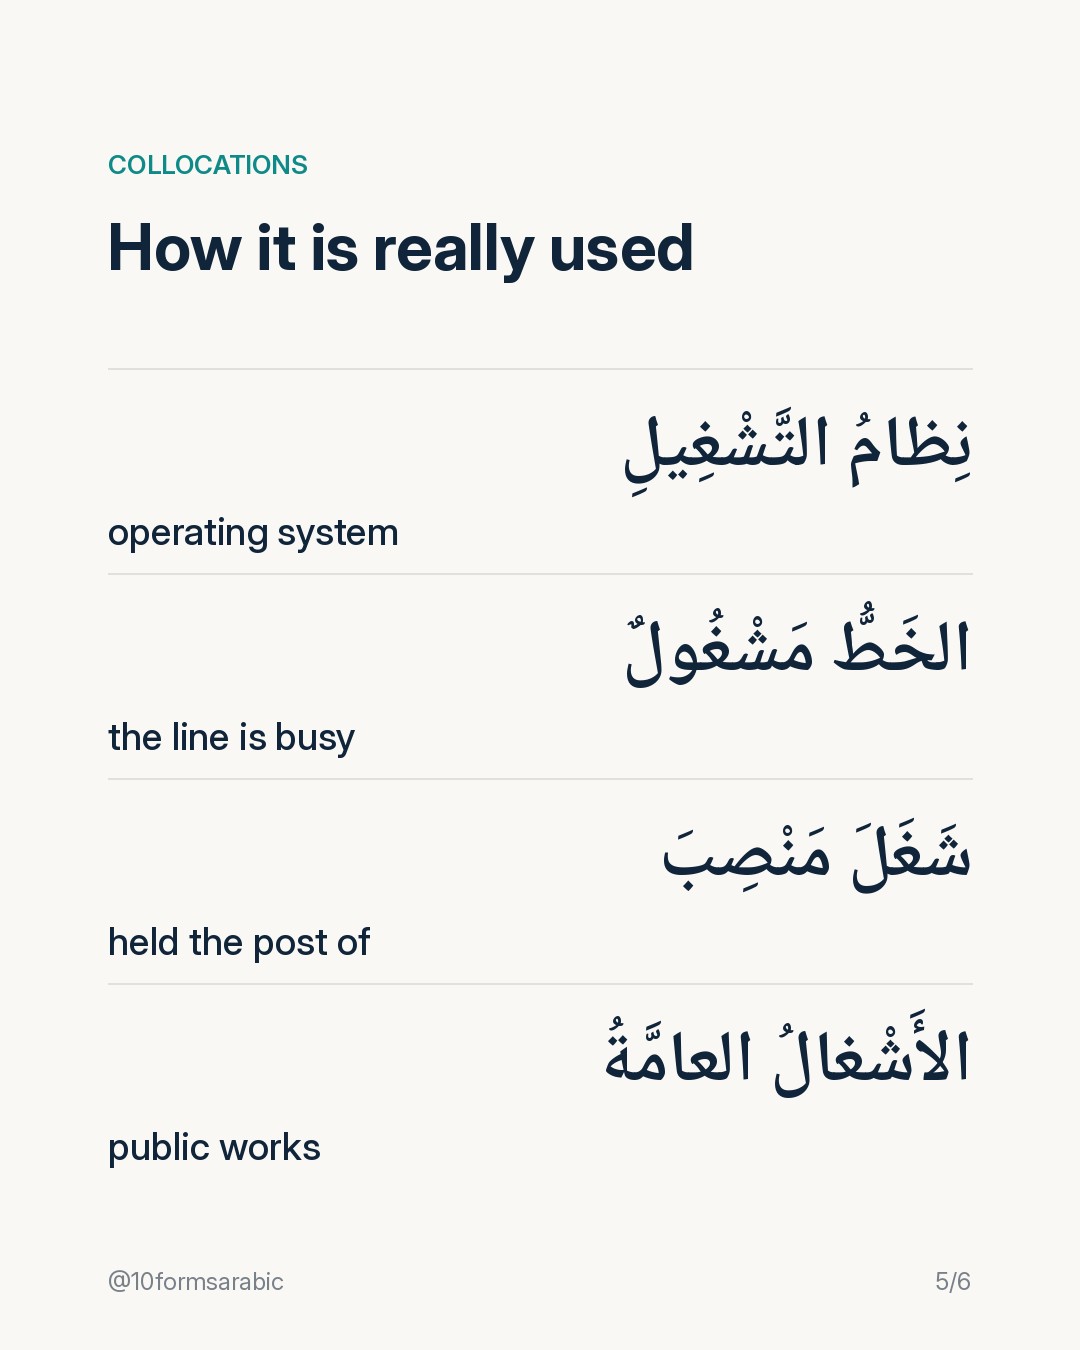 COLLOCATIONS
How it is really used
نِظامُ التَّشْغِيلِ
operating system
الخَطُّ مَشْغُولٌ
the line is busy
شَغَلَ مَنْصِبَ
held the post of
الأَشْغالُ العامَّةُ
public works
@10formsarabic
5/6